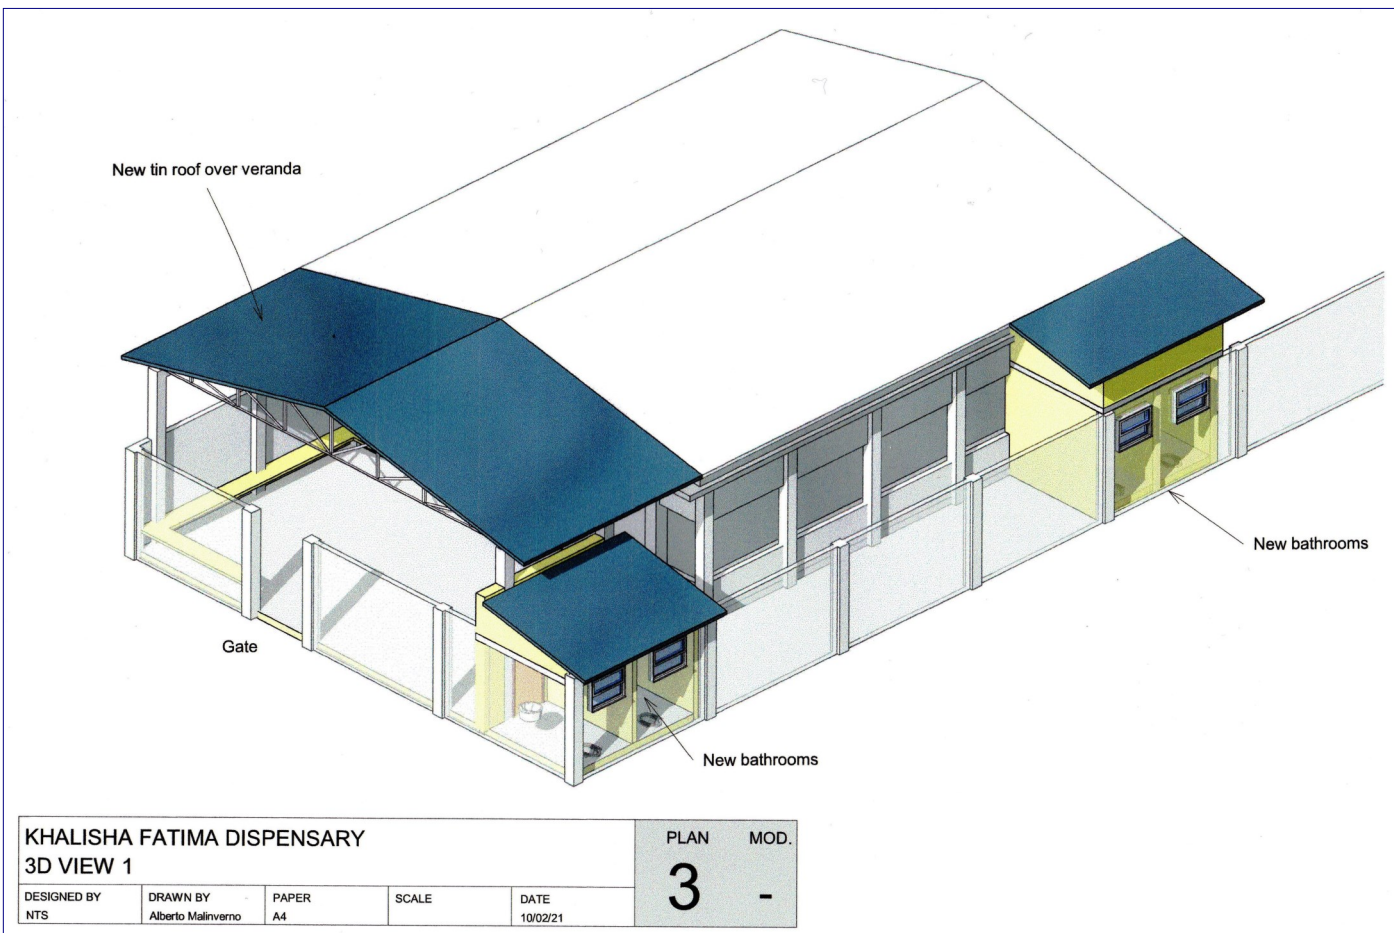 New tin roof over veranda
New bathrooms
Gate
New bathrooms
KHALISHA FATIMA DISPENSARY
3D VIEW 1
DESIGNED BY
NTS
DRAWN BY
Alberto Malinverno
PAPER
A4
SCALE
DATE
10/02/21
PLAN
3
MOD.
-